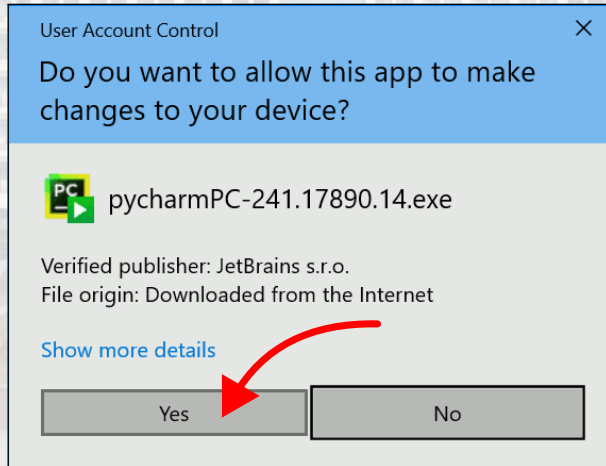 User Account Control
Do you want to allow this app to make
changes to your device?
PC
pycharmPC-241.17890.14.exe
Verified publisher: JetBrains s.r.o.
File origin: Downloaded from the Internet
Show more details
Yes
No